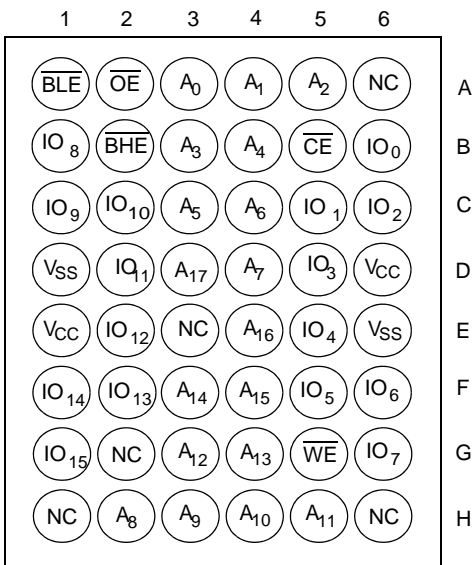 1 2 3 4 5 6
BLE OE A0 A1 A2 NC A
IO8 BHE A3 A4 CE IO0 B
IO9 IO10 A5 A6 IO1 IO2 C
VSS IO11 A17 A7 IO3 VCC D
VCC IO12 NC A16 IO4 VSS E
IO14 IO13 A14 A15 IO5 IO6 F
IO15 NC A12 A13 WE IO7 G
NC A8 A9 A10 A11 NC H